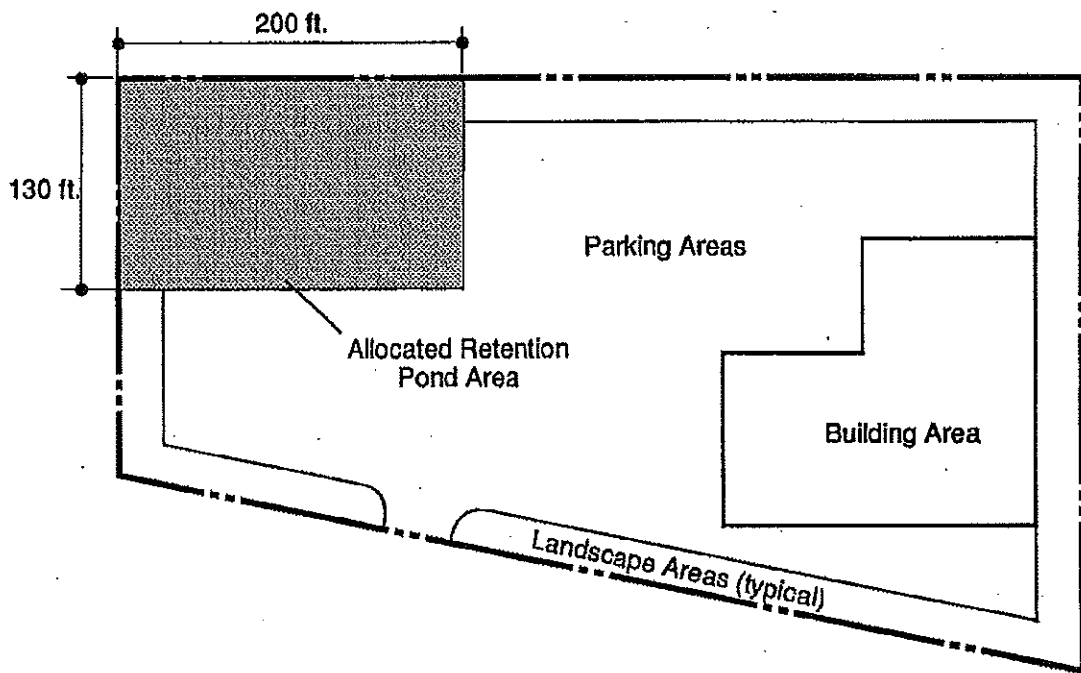 200 ft.
130 ft.
Parking Areas
Allocated Retention
Pond Area
Building Area
Landscape Areas (typical)